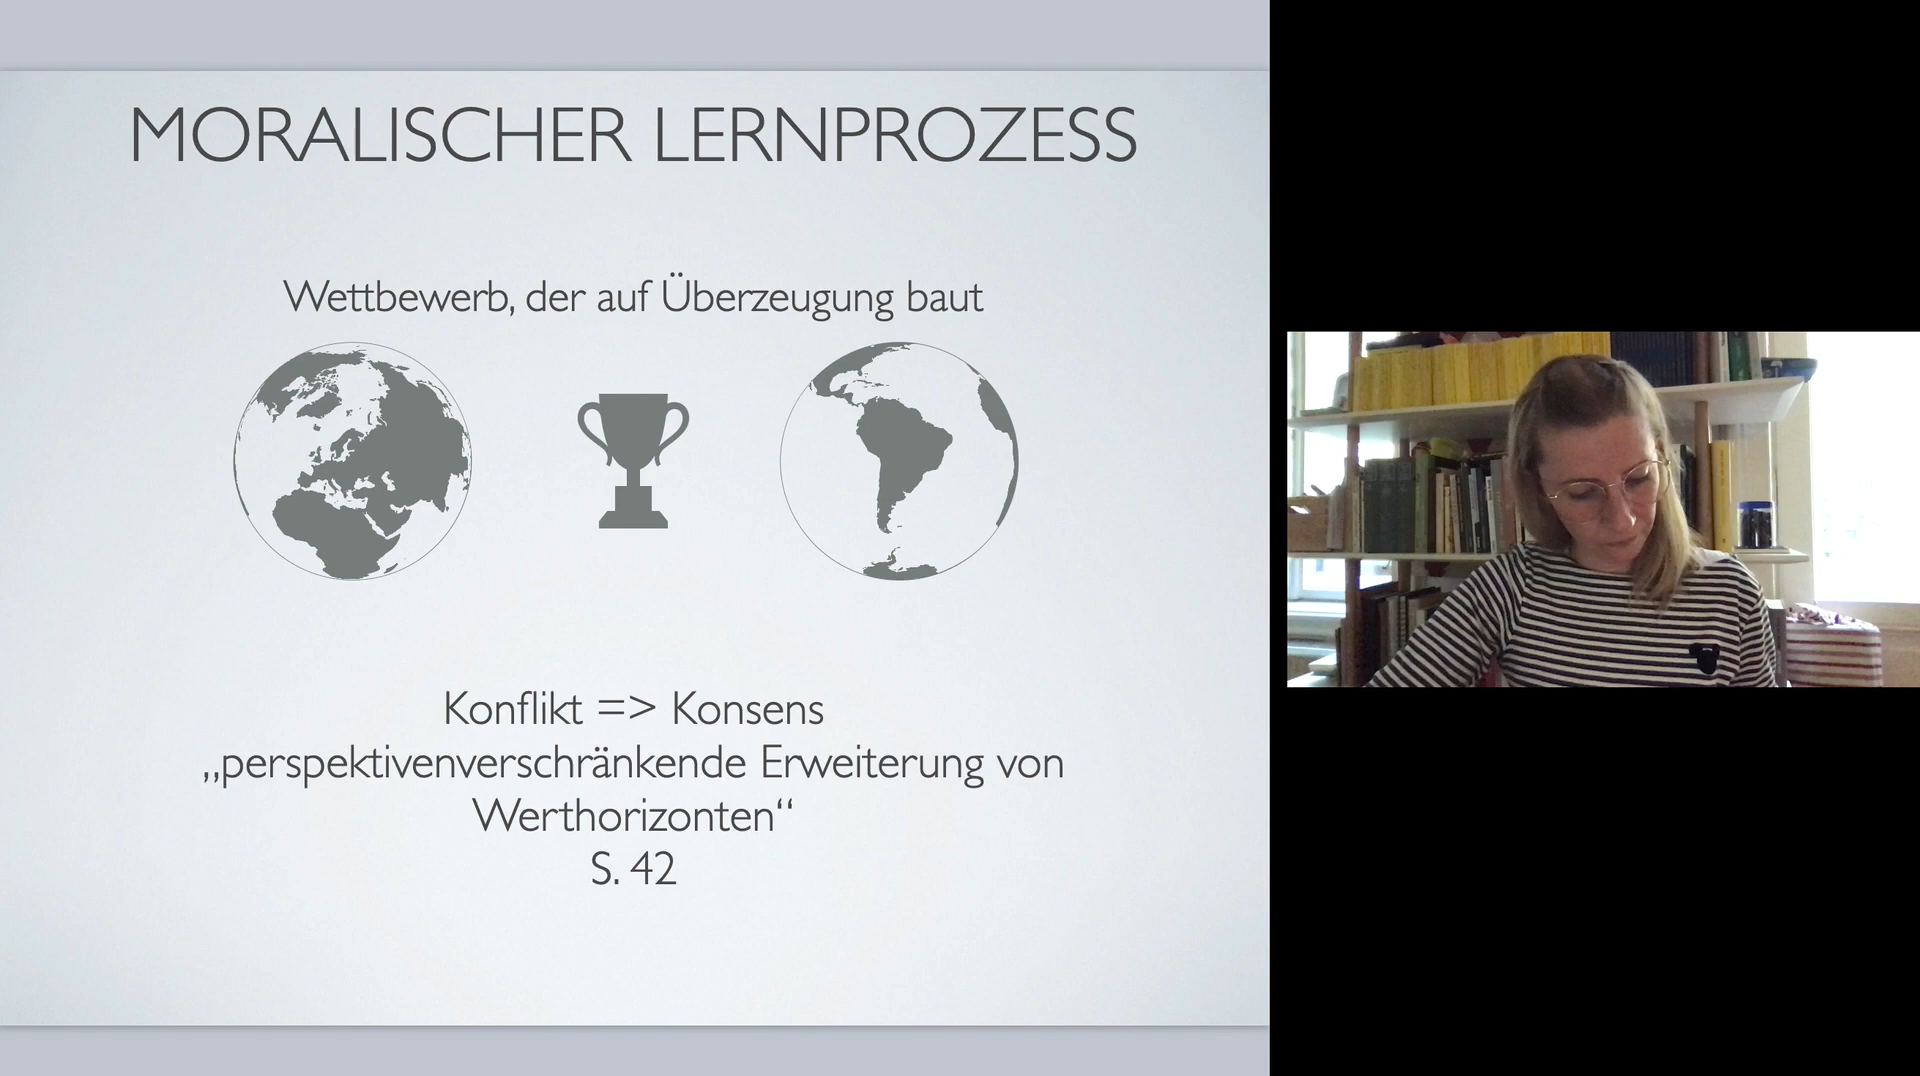 MORALISCHER LERNPROZESS
Wettbewerb, der auf Überzeugung baut
Konflikt => Konsens
„perspektivenverschränkende Erweiterung von
Werthorizonten“
S. 42